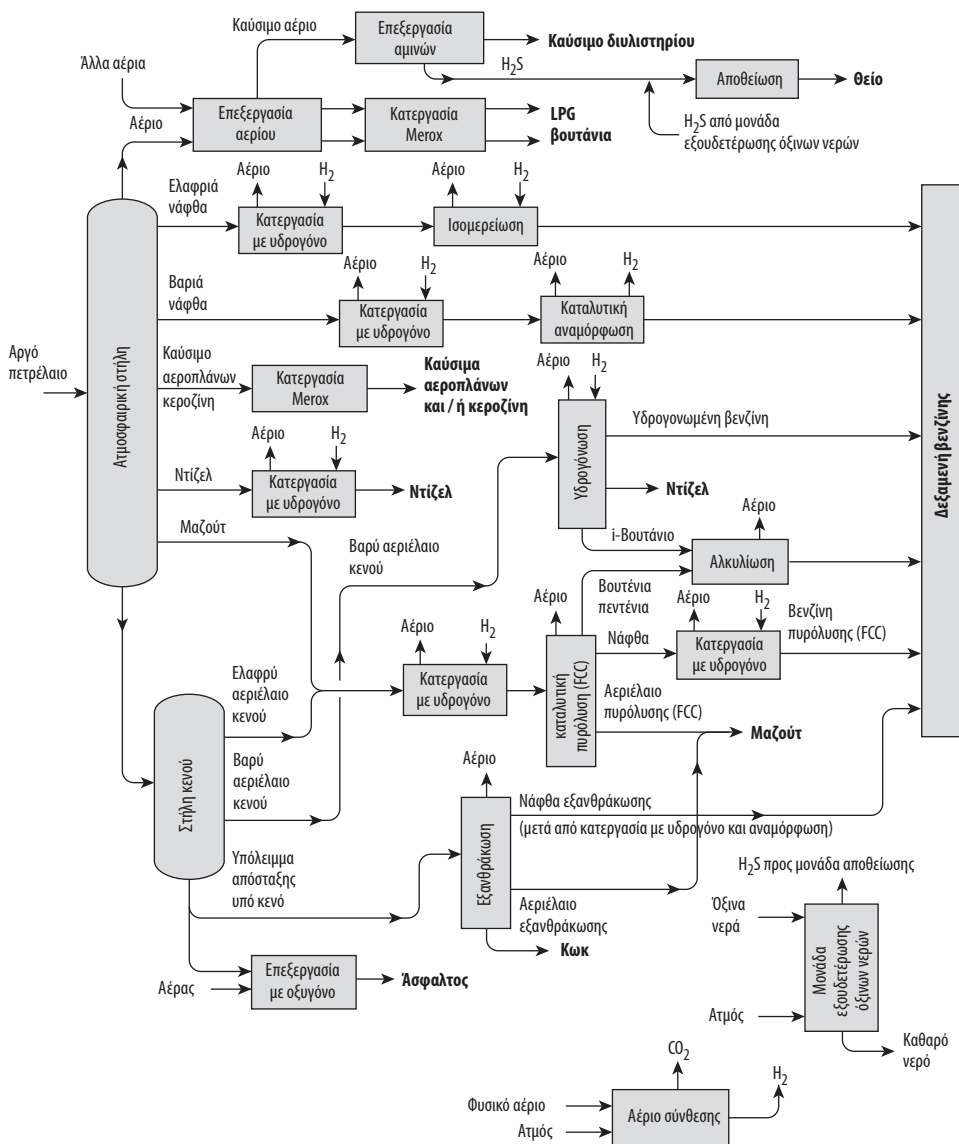 Καύσιμο αέριο
Επεξεργασία
αμινών
Καύσιμο διυλιστηρίου
H2S
Αποθείωση
Θείο
Άλλα αέρια
Αέριο
Επεξεργασία
αερίου
Κατεργασία
Merox
LPG
βουτάνια
H2S από μονάδα
εξουδετέρωσης όξινων νερών
Ελαφριά
νάφθα
Αέριο
H2
Κατεργασία
με υδρογόνο
Αέριο
H2
Ισομερείωση
Βαριά
νάφθα
Αέριο
H2
Κατεργασία
με υδρογόνο
Αέριο
H2
Καταλυτική
αναμόρφωση
Αργό
πετρέλαιο
Ατμοσφαιρική στήλη
Καύσιμο
αεροπλάνων
κεροζίνη
Κατεργασία
Merox
Καύσιμα
αεροπλάνων
και / ή κεροζίνη
Αέριο
H2
Υδρογόνωση
Υδρογονωμένη βενζίνη
Ντίζελ
Δεξαμενή βενζίνης
Ντίζελ
Αέριο
H2
Κατεργασία
με υδρογόνο
Ντίζελ
Μαζούτ
Βαρύ αεριέλαιο
κενού
i-Βουτάνιο
Αέριο
Αλκυλίωση
Βουτένια
πεντένια
Αέριο
H2
Κατεργασία
με υδρογόνο
Αέριο
καταλυτική
πυρόλυση (FCC)
Νάφθα
Αέριο
H2
Κατεργασία
με υδρογόνο
Βενζίνη
πυρόλυσης (FCC)
Αεριέλαιο
πυρόλυσης (FCC)
Μαζούτ
Στήλη κενού
Ελαφρύ
αεριέλαιο
κενού
Βαρύ
αεριέλαιο
κενού
Υπόλειμμα
απόσταξης
υπό κενό
Αέριο
Εξανθράκωση
Νάφθα εξανθράκωσης
(μετά από κατεργασία με υδρογόνο και αναμόρφωση)
Αεριέλαιο
εξανθράκωσης
Κωκ
Αέρας
Επεξεργασία
με οξυγόνο
Άσφαλτος
H2S προς μονάδα αποθείωσης
Όξινα
νερά
Μονάδα
εξουδετέρωσης
όξινων νερών
Ατμός
Καθαρό
νερό
CO2
H2
Φυσικό αέριο
Ατμός
Αέριο σύνθεσης